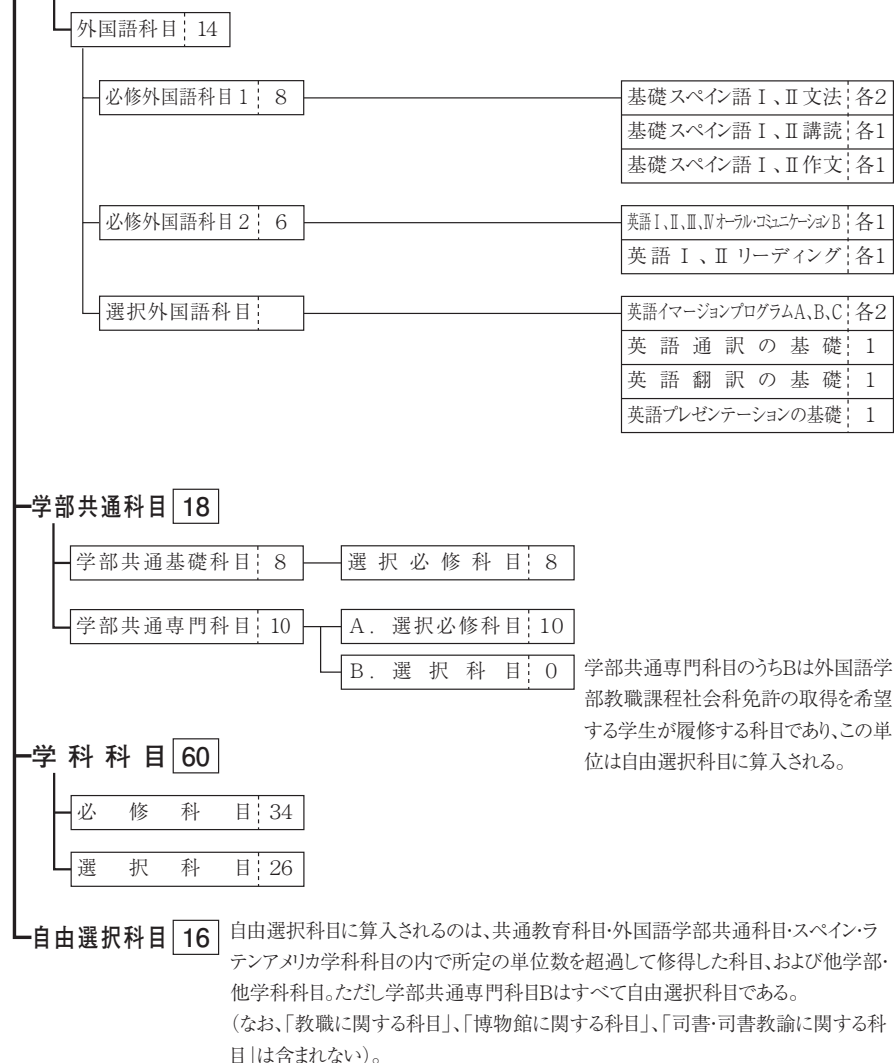 外国語科目 14
必修外国語科目1 8
基礎スペイン語Ⅰ、Ⅱ文法 各2
基礎スペイン語Ⅰ、Ⅱ講読 各1
基礎スペイン語Ⅰ、Ⅱ作文 各1
必修外国語科目2 6
英語Ⅰ、Ⅱ、Ⅲ、Ⅳオーラル・コミュニケーションB 各1
英語Ⅰ、Ⅱリーディング 各1
選択外国語科目
英語イマージョンプログラムA、B、C 各2
英語通訳の基礎 1
英語翻訳の基礎 1
英語プレゼンテーションの基礎 1
学部共通科目 18
学部共通基礎科目 8 選択必修科目 8
学部共通専門科目 10 A. 選択必修科目 10
B. 選択科目 0
学部共通専門科目のうちBは外国語学
部教職課程社会科免許の取得を希望
する学生が履修する科目であり、この単
位は自由選択科目に算入される。
学科科目 60
必修科目 34
選択科目 26
自由選択科目 16
自由選択科目に算入されるのは、共通教育科目・外国語学部共通科目・スペイン・ラ
テンアメリカ学科科目の内で所定の単位数を超過して修得した科目、および他学部・
他学科科目。ただし学部共通専門科目Bはすべて自由選択科目である。
(なお、「教職に関する科目」、「博物館に関する科目」、「司書・司書教諭に関する科
目」は含まれない)。